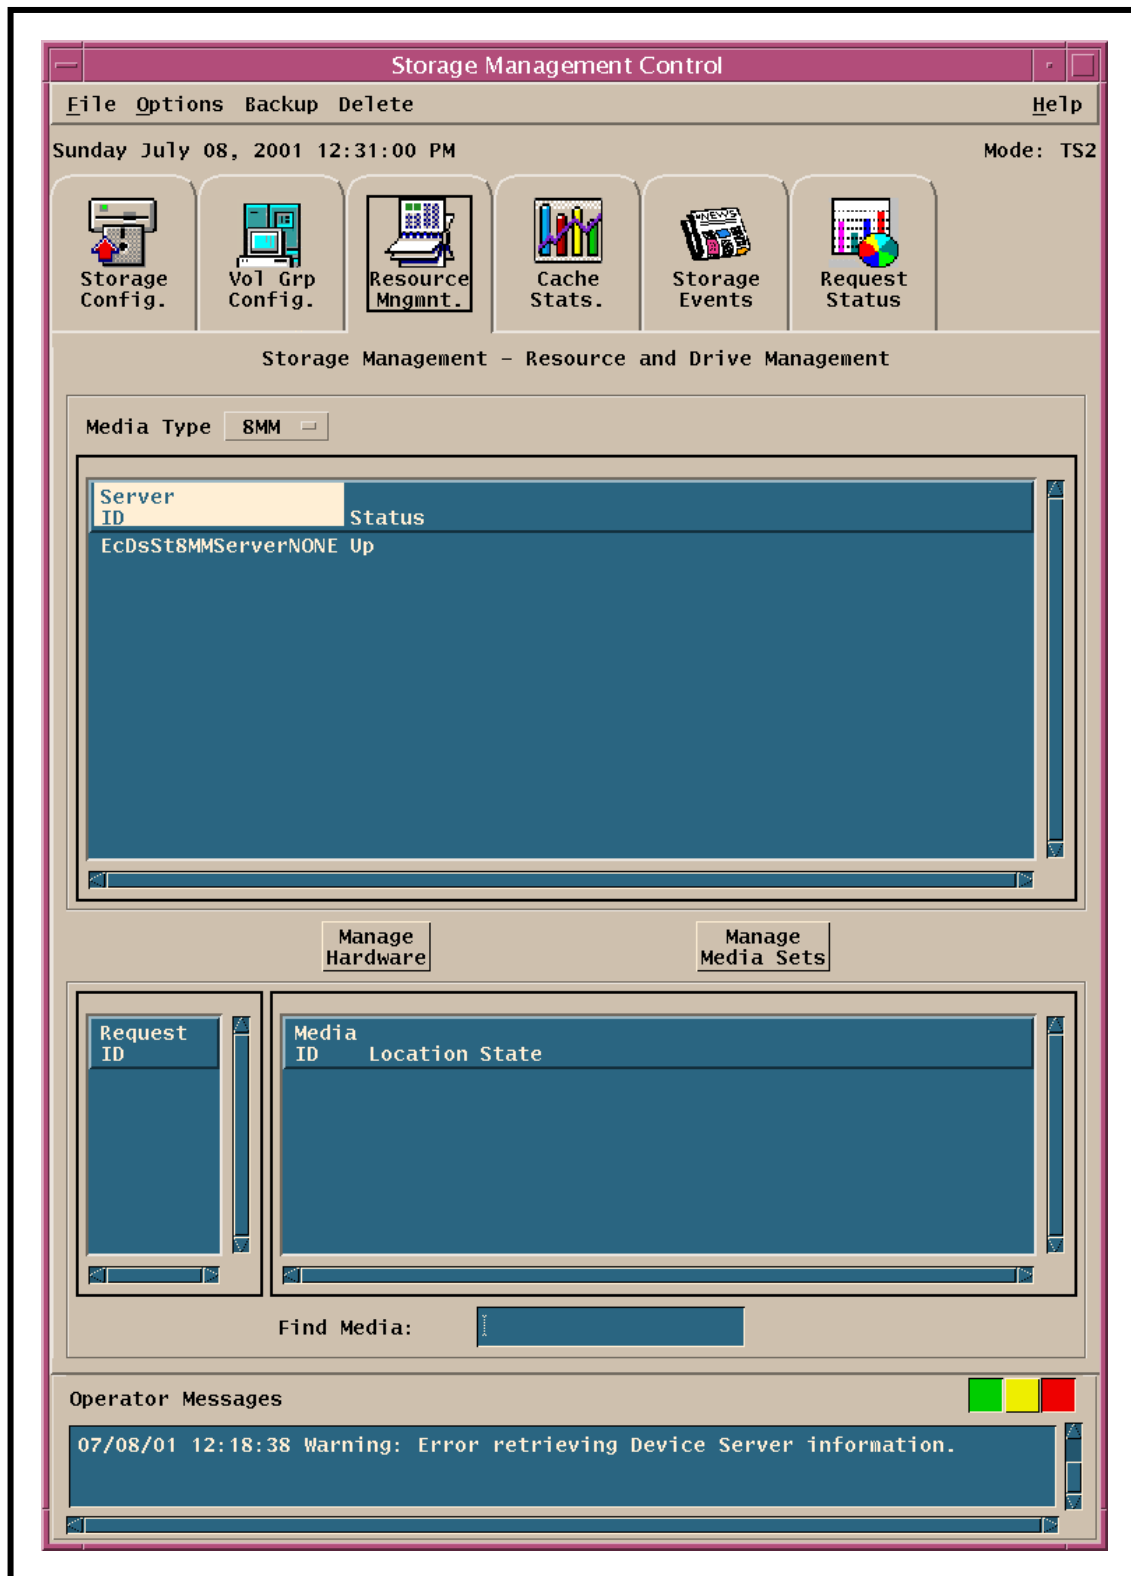 Storage Management Control
File Options Backup Delete Help
Sunday July 08, 2001 12:31:00 PM Mode: TS2
Storage
Config.
Vol Grp
Config.
Resource
Mngmnt.
Cache
Stats.
NEWS
Storage
Events
Request
Status
Storage Management – Resource and Drive Management
Media Type 8MM
Server
ID Status
EcDsSt8MMServerNONE Up
Manage
Hardware
Manage
Media Sets
Request
ID
Media
ID Location State
Find Media:
Operator Messages
07/08/01 12:18:38 Warning: Error retrieving Device Server information.